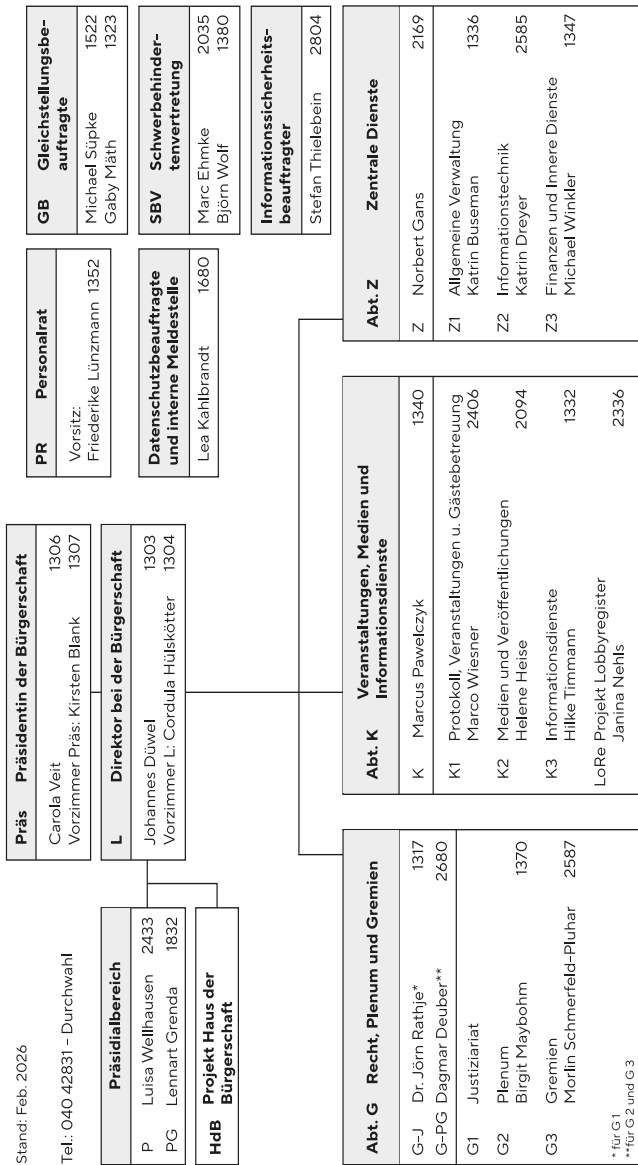 Stand: Feb. 2026
Tel.: 040 42831 – Durchwahl
Präs Präsidentin der Bürgerschaft
Carola Veit 1306
Vorzimmer Präs: Kirsten Blank 1307
L Direktor bei der Bürgerschaft
Johannes Düwel 1303
Vorzimmer L: Cordula Hülskötter 1304
Präsidialbereich
P Luisa Wellhausen 2433
PG Lennart Grenda 1832
HdB Projekt Haus der
Bürgerschaft
PR Personalrat
Vorsitz:
Friederike Lünzmann 1352
Datenschutzbeauftragte
und interne Meldestelle
Lea Kahlbrandt 1680
GB Gleichstellungsbe-
auftragte
Michael Süpke 1522
Gaby Mäth 1323
SBV Schwerbehinder-
tenvertretung
Marc Ehmke 2035
Björn Wolf 1380
Informationssicherheits-
beauftragter
Stefan Thielebein 2804
Abt. G Recht, Plenum und Gremien
G-J Dr. Jörn Rathje* 1317
G-PG Dagmar Deuber** 2680
G1 Justiziariat
G2 Plenum
Birgit Maybohm 1370
G3 Gremien
Morlin Schmerfeld-Pluhar 2587
* für G 1
**für G 2 und G 3
Abt. K Veranstaltungen, Medien und
Informationsdienste
K Marcus Pawelczyk 1340
K1 Protokoll, Veranstaltungen u. Gästebetreuung
Marco Wiesner 2406
K2 Medien und Veröffentlichungen
Helene Heise 2094
K3 Informationsdienste
Hilke Timmann 1332
LoRe Projekt Lobbyregister
Janina Nehls 2336
Abt. Z Zentrale Dienste
Z Norbert Gans 2169
Z1 Allgemeine Verwaltung
Katrin Buseman 1336
Z2 Informationstechnik
Katrin Dreyer 2585
Z3 Finanzen und Innere Dienste
Michael Winkler 1347